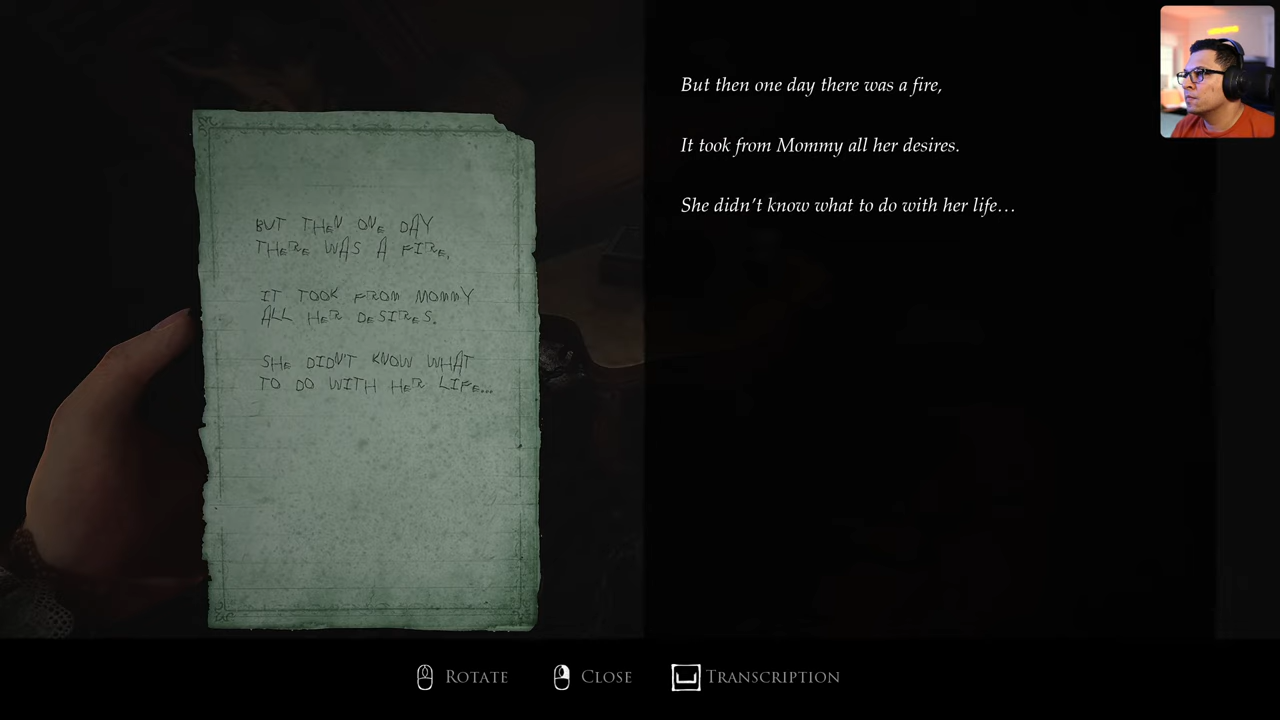 BUT THEN ONE DAY
THERE WAS A FIRE,
IT TOOK FROM MOMMY
ALL HER DESIRES.
SHE DIDN'T KNOW WHAT
TO DO WITH HER LIFE...
But then one day there was a fire,
It took from Mommy all her desires.
She didn't know what to do with her life…
ROTATE CLOSE TRANSCRIPTION